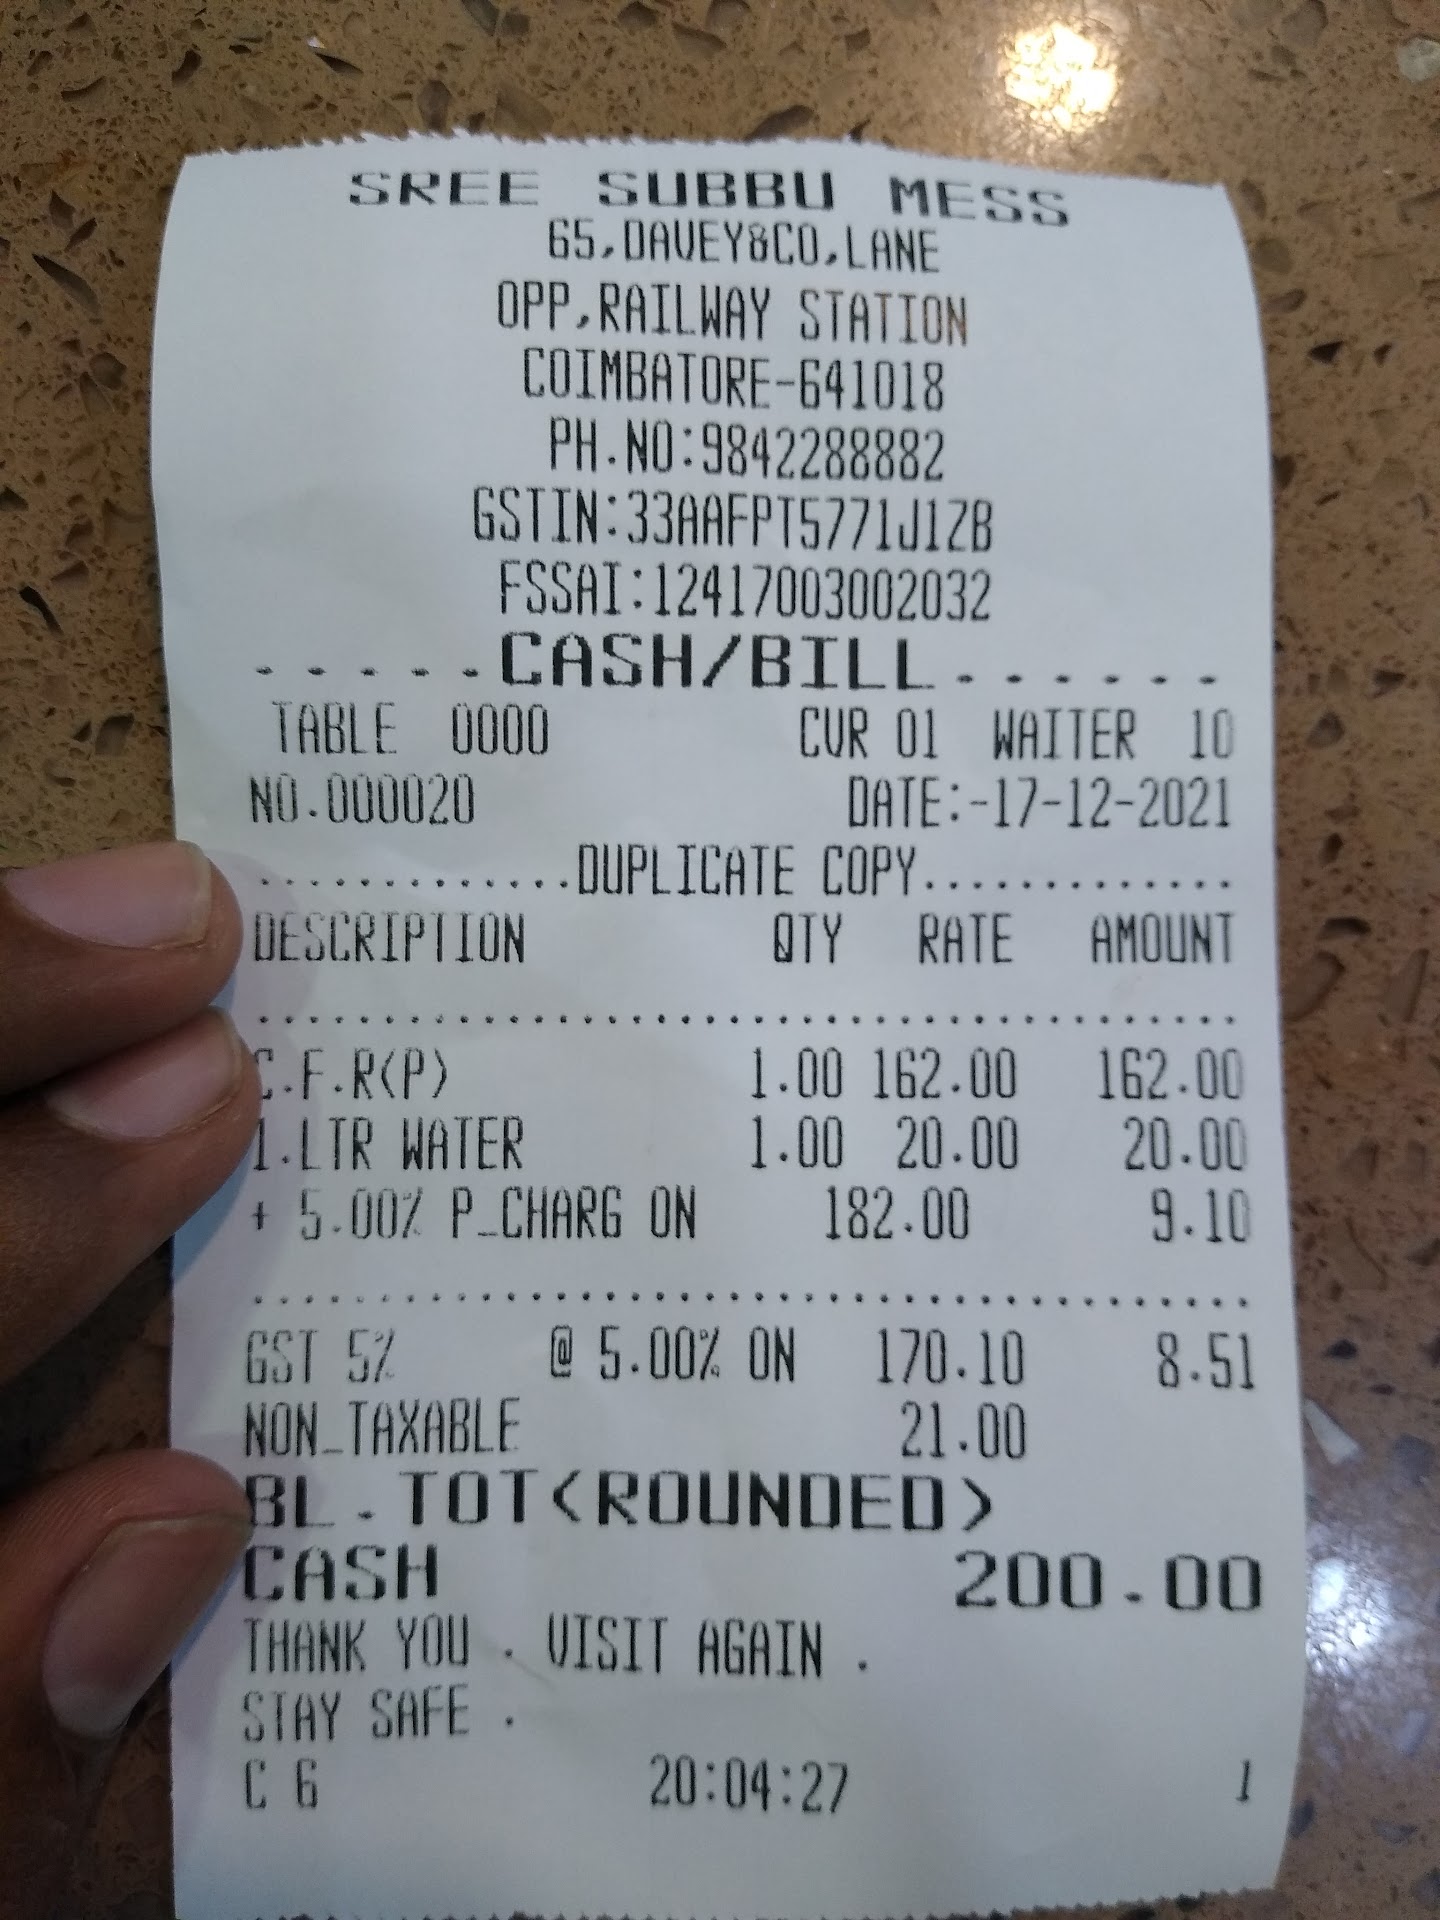 SREE SUBBU MESS
65,DAVEY&CO,LANE
OPP,RAILWAY STATION
COIMBATORE-641018
PH.NO:9842288882
GSTIN:33AAFPT5771J1ZB
FSSAI:12417003002032
.....CASH/BILL......
TABLE 0000 CVR 01 WAITER 10
NO.000020 DATE:-17-12-2021
.............DUPLICATE COPY.............
DESCRIPTION QTY RATE AMOUNT
C.F.R(P) 1.00 162.00 162.00
1.LTR WATER 1.00 20.00 20.00
+ 5.00% P_CHARG ON 182.00 9.10
GST 5% @ 5.00% ON 170.10 8.51
NON_TAXABLE 21.00
BL.TOT(ROUNDED)
CASH 200.00
THANK YOU . VISIT AGAIN .
STAY SAFE .
C 6 20:04:27 1